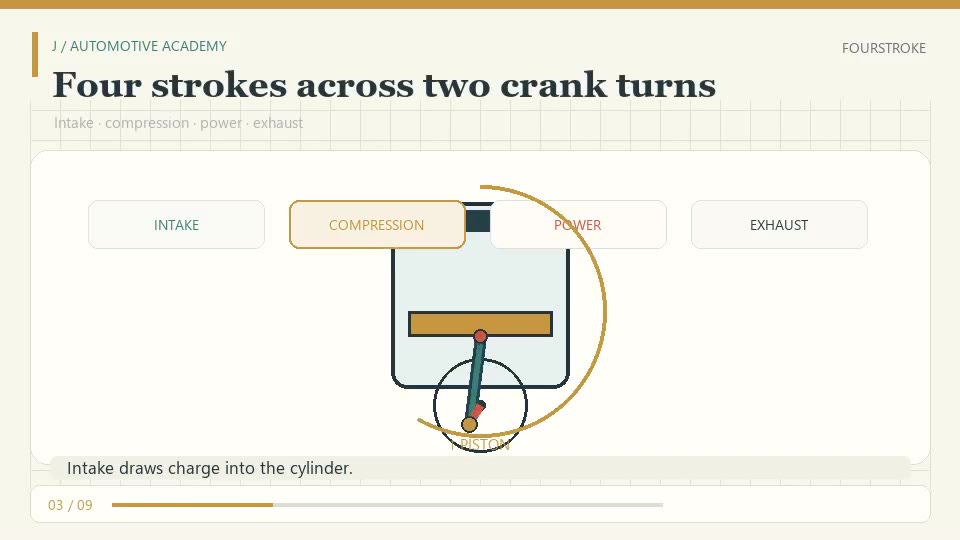 J / AUTOMOTIVE ACADEMY
FOURSTROKE
Four strokes across two crank turns
Intake · compression · power · exhaust
INTAKE
COMPRESSION
POWER
EXHAUST
PISTON
Intake draws charge into the cylinder.
03 / 09